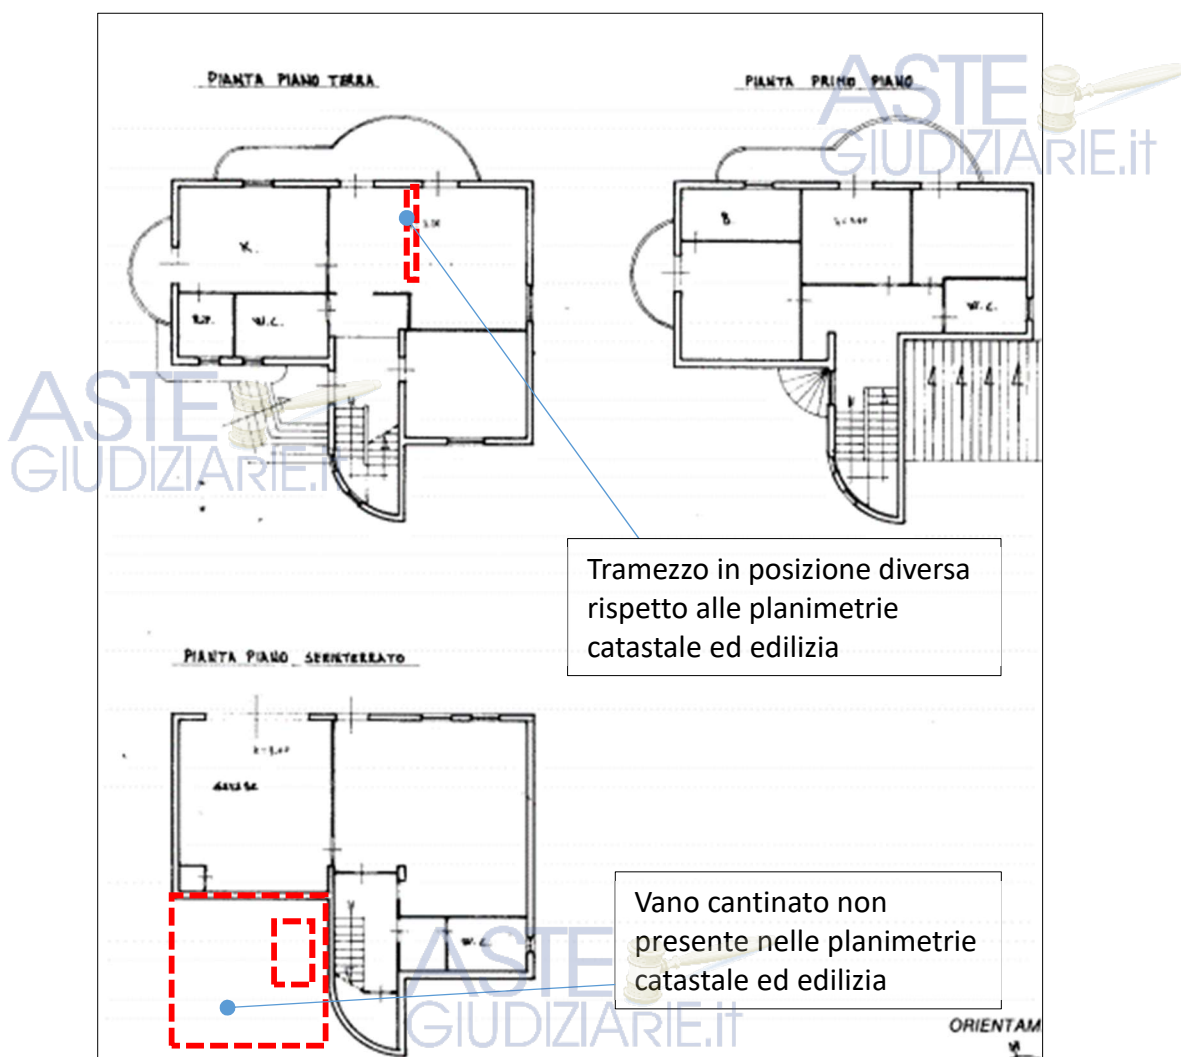 PIANTA PIANO TERRA
PIANTA PRIMO PIANO
ASTE
GIUDIZIARIE.it
K.
W.C.
B.
W.C.
ASTE
GIUDIZIARIE.it
Tramezzo in posizione diversa
rispetto alle planimetrie
catastale ed edilizia
PIANTA PIANO SEMINTERRATO
Vano cantinato non
presente nelle planimetrie
catastale ed edilizia
W.C.
ASTE
GIUDIZIARIE.it
ORIENTAM